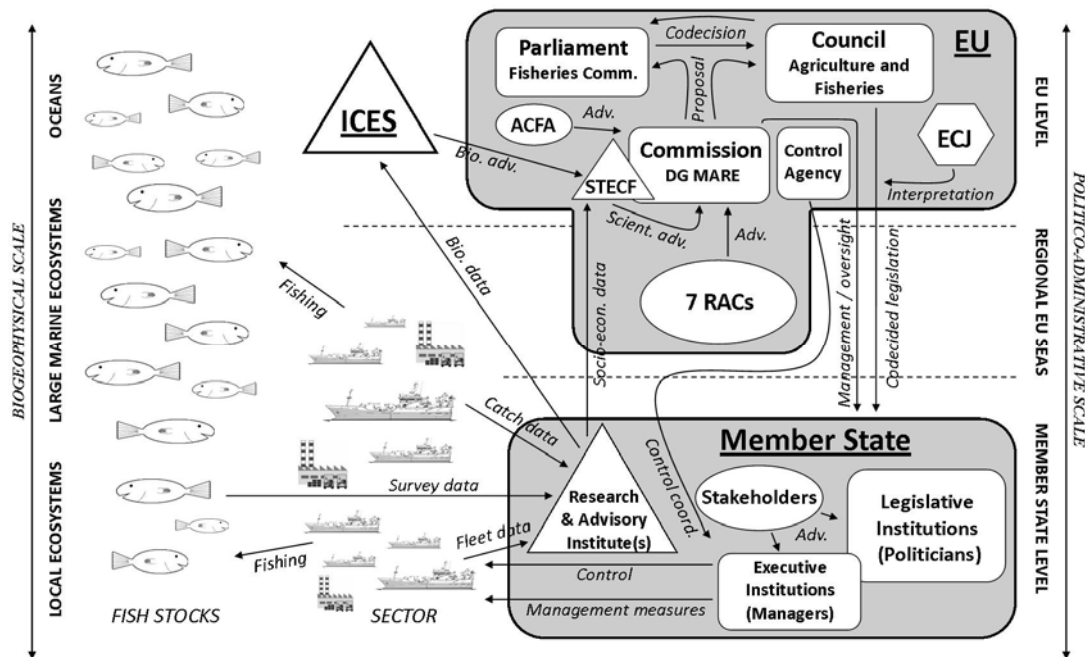 BIOGEOPHYSICAL SCALE
OCEANS
LARGE MARINE ECOSYSTEMS
LOCAL ECOSYSTEMS
FISH STOCKS
SECTOR
Fishing
Fishing
ICES
Bio. adv.
Bio. data
Socio-econ. data
Catch data
Survey data
Fleet data
EU
Parliament
Fisheries Comm.
Codecision
Council
Agriculture and
Fisheries
Proposal
ACFA
Adv.
STECF
Commission
DG MARE
Control
Agency
ECJ
Interpretation
Scient. adv.
Adv.
7 RACs
Management / oversight
Codecided legislation
Control coord.
Member State
Research
& Advisory
Institute(s)
Stakeholders
Adv.
Legislative
Institutions
(Politicians)
Executive
Institutions
(Managers)
Control
Management measures
EU LEVEL
REGIONAL EU SEAS
MEMBER STATE LEVEL
POLITICO-ADMINISTRATIVE SCALE